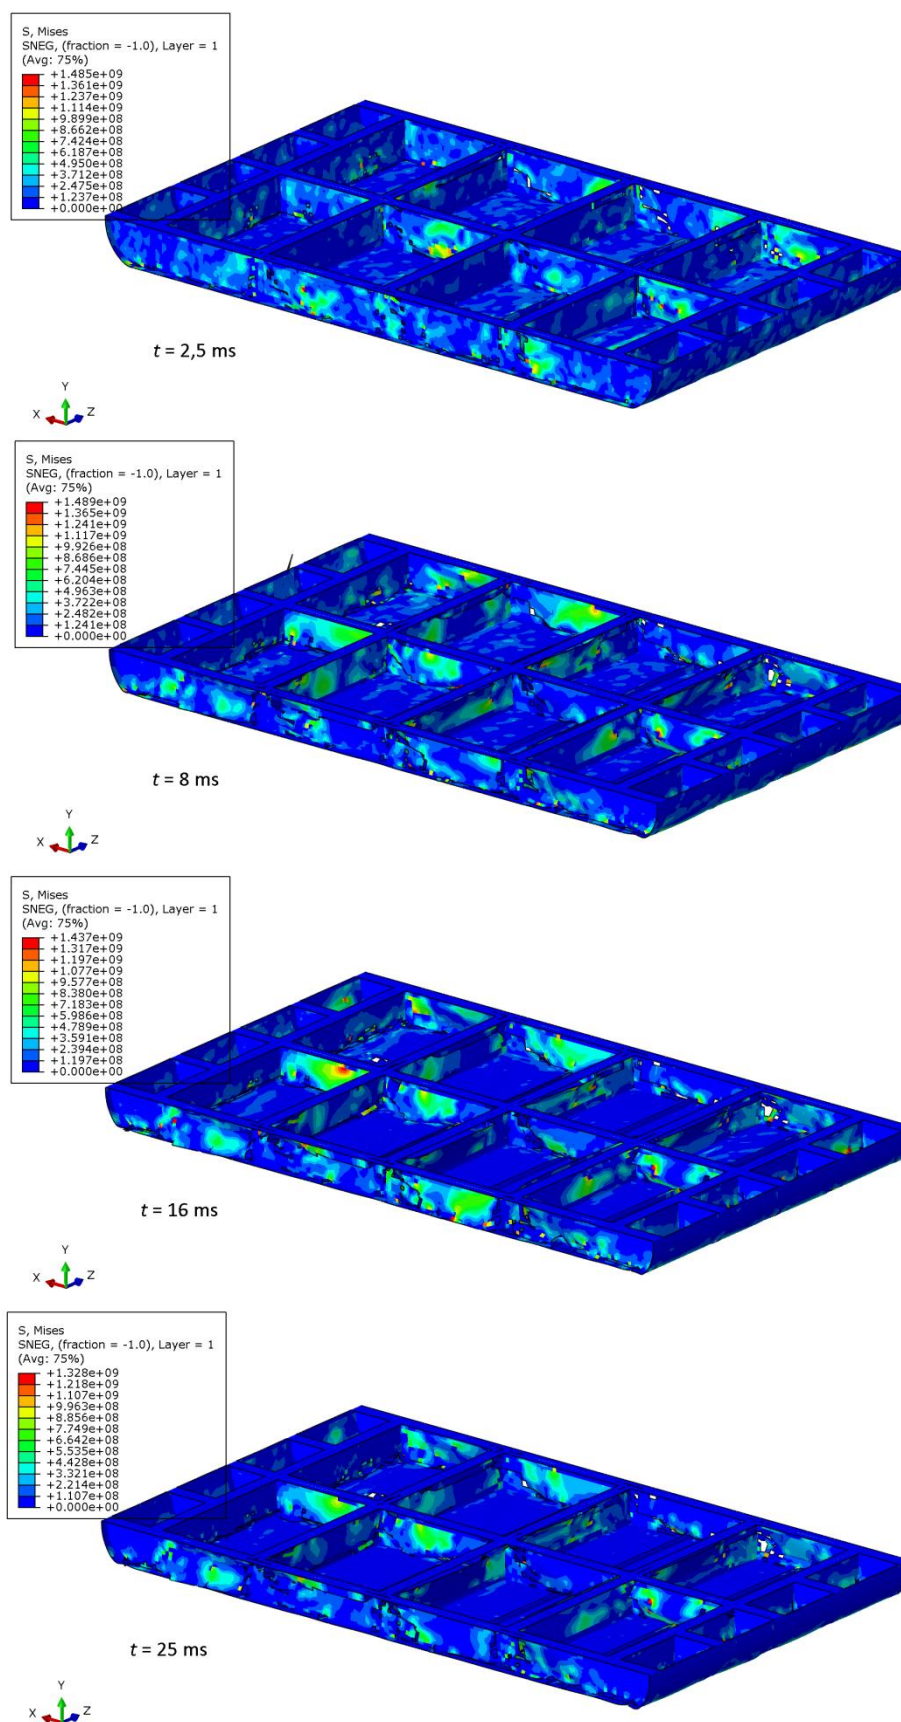 S, Mises
SNEG, (fraction = -1.0), Layer = 1
(Avg: 75%)
+1.485e+09
+1.361e+09
+1.237e+09
+1.114e+09
+9.899e+08
+8.662e+08
+7.424e+08
+6.187e+08
+4.950e+08
+3.712e+08
+2.475e+08
+1.237e+08
+0.000e+00
t = 2,5 ms
Y
X
Z
S, Mises
SNEG, (fraction = -1.0), Layer = 1
(Avg: 75%)
+1.489e+09
+1.365e+09
+1.241e+09
+1.117e+09
+9.926e+08
+8.686e+08
+7.445e+08
+6.204e+08
+4.963e+08
+3.722e+08
+2.482e+08
+1.241e+08
+0.000e+00
t = 8 ms
Y
X
Z
S, Mises
SNEG, (fraction = -1.0), Layer = 1
(Avg: 75%)
+1.437e+09
+1.317e+09
+1.197e+09
+1.077e+09
+9.577e+08
+8.380e+08
+7.183e+08
+5.986e+08
+4.789e+08
+3.591e+08
+2.394e+08
+1.197e+08
+0.000e+00
t = 16 ms
Y
X
Z
S, Mises
SNEG, (fraction = -1.0), Layer = 1
(Avg: 75%)
+1.328e+09
+1.218e+09
+1.107e+09
+9.963e+08
+8.856e+08
+7.749e+08
+6.642e+08
+5.535e+08
+4.428e+08
+3.321e+08
+2.214e+08
+1.107e+08
+0.000e+00
t = 25 ms
Y
X
Z